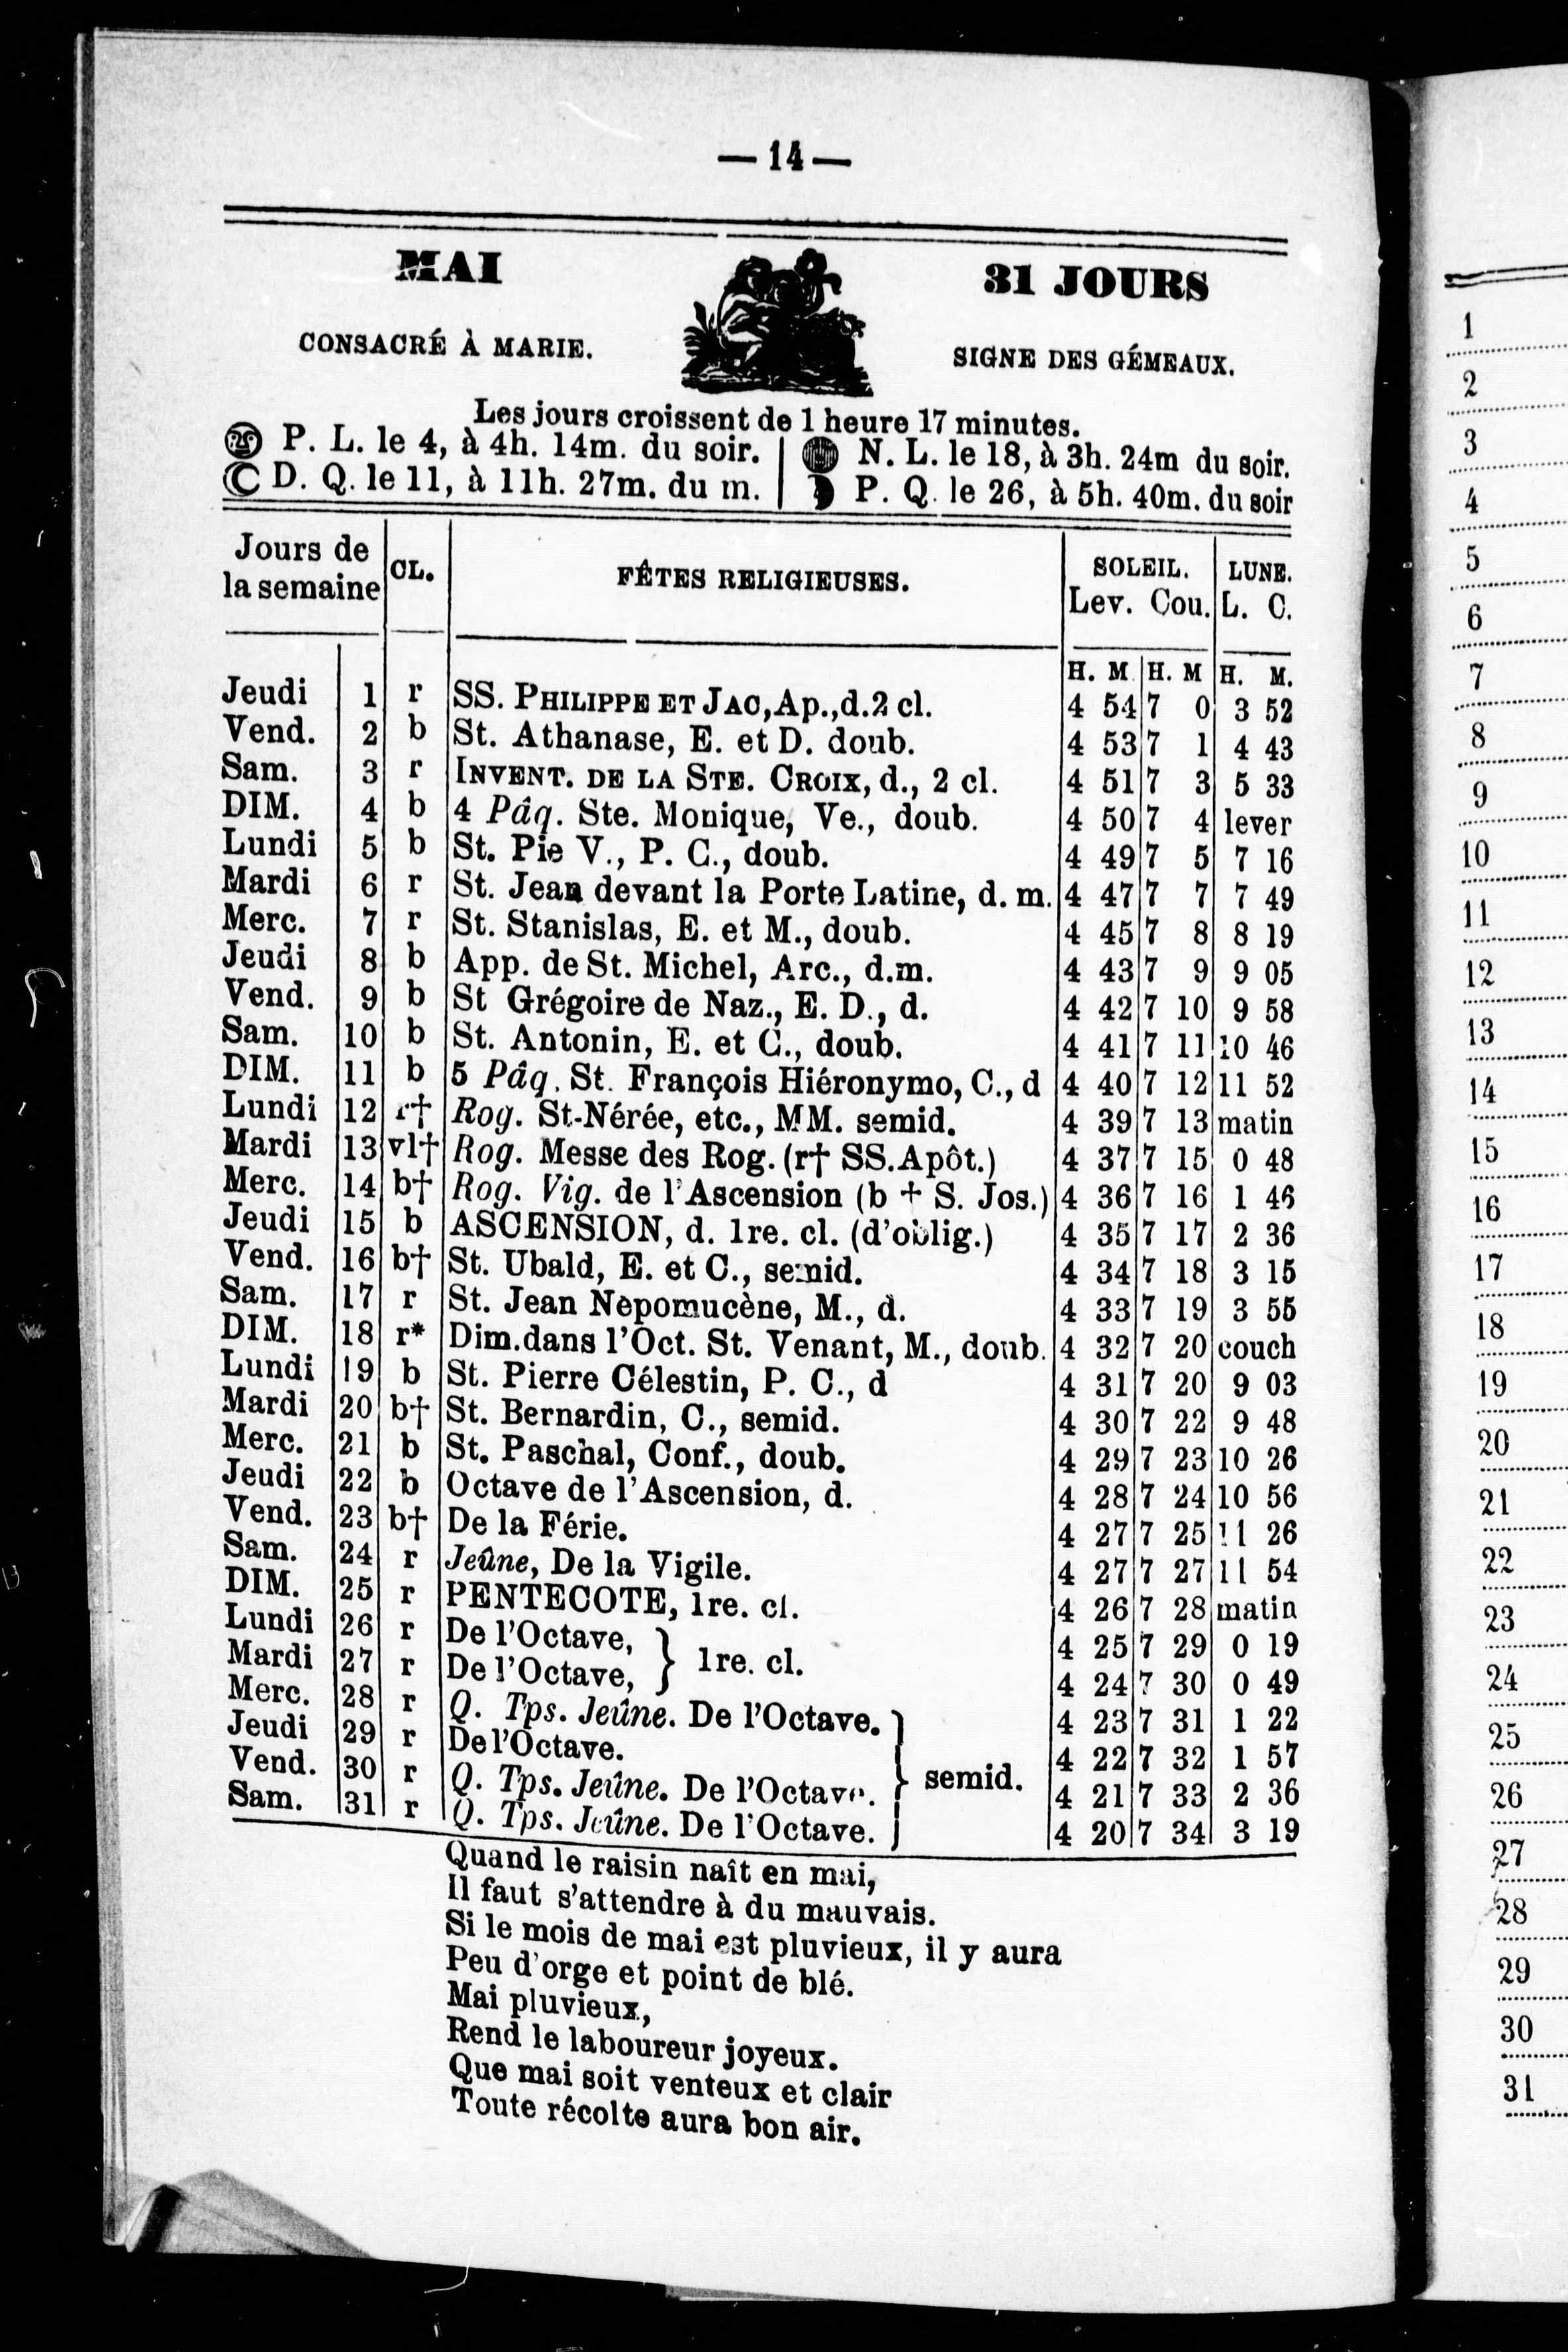 — 14 —
MAI
31 JOURS
CONSACRÉ À MARIE.
SIGNE DES GÉMEAUX.
Les jours croissent de 1 heure 17 minutes.
P. L. le 4, à 4h. 14m. du soir. | N. L. le 18, à 3h. 24m du soir.
D. Q. le 11, à 11h. 27m. du m. | P. Q. le 26, à 5h. 40m. du soir
Jours de la semaine CL. FÊTES RELIGIEUSES. SOLEIL. Lev. Cou. LUNE. L. C.
H. M. H. M H. M.
Jeudi 1 r SS. PHILIPPE ET JAC, Ap., d. 2 cl. 4 54 7 0 3 52
Vend. 2 b St. Athanase, E. et D. doub. 4 53 7 1 4 43
Sam. 3 r INVENT. DE LA STE. CROIX, d., 2 cl. 4 51 7 3 5 33
DIM. 4 b 4 Pâq. Ste. Monique, Ve., doub. 4 50 7 4 lever
Lundi 5 b St. Pie V., P. C., doub. 4 49 7 5 7 16
Mardi 6 r St. Jean devant la Porte Latine, d. m. 4 47 7 7 7 49
Merc. 7 r St. Stanislas, E. et M., doub. 4 45 7 8 8 19
Jeudi 8 b App. de St. Michel, Arc., d.m. 4 43 7 9 9 05
Vend. 9 b St Grégoire de Naz., E. D., d. 4 42 7 10 9 58
Sam. 10 b St. Antonin, E. et C., doub. 4 41 7 11 10 46
DIM. 11 b 5 Pâq. St. François Hiéronymo, C., d 4 40 7 12 11 52
Lundi 12 r† Rog. St-Nérée, etc., MM. semid. 4 39 7 13 matin
Mardi 13 vl† Rog. Messe des Rog. (r† SS. Apôt.) 4 37 7 15 0 48
Merc. 14 b† Rog. Vig. de l'Ascension (b † S. Jos.) 4 36 7 16 1 46
Jeudi 15 b ASCENSION, d. 1re. cl. (d'oblig.) 4 35 7 17 2 36
Vend. 16 b† St. Ubald, E. et C., semid. 4 34 7 18 3 15
Sam. 17 r St. Jean Nepomucène, M., d. 4 33 7 19 3 55
DIM. 18 r* Dim. dans l'Oct. St. Venant, M., doub. 4 32 7 20 couch
Lundi 19 b St. Pierre Célestin, P. C., d 4 31 7 20 9 03
Mardi 20 b† St. Bernardin, C., semid. 4 30 7 22 9 48
Merc. 21 b St. Paschal, Conf., doub. 4 29 7 23 10 26
Jeudi 22 b Octave de l'Ascension, d. 4 28 7 24 10 56
Vend. 23 b† De la Férie. 4 27 7 25 11 26
Sam. 24 r Jeûne, De la Vigile. 4 27 7 27 11 54
DIM. 25 r PENTECOTE, 1re. cl. 4 26 7 28 matin
Lundi 26 r De l'Octave, } 1re. cl. 4 25 7 29 0 19
Mardi 27 r De l'Octave, 4 24 7 30 0 49
Merc. 28 r Q. Tps. Jeûne. De l'Octave. 4 23 7 31 1 22
Jeudi 29 r De l'Octave. } semid. 4 22 7 32 1 57
Vend. 30 r Q. Tps. Jeûne. De l'Octave. 4 21 7 33 2 36
Sam. 31 r Q. Tps. Jeûne. De l'Octave. 4 20 7 34 3 19
Quand le raisin naît en mai,
Il faut s'attendre à du mauvais.
Si le mois de mai est pluvieux, il y aura
Peu d'orge et point de blé.
Mai pluvieux,
Rend le laboureur joyeux.
Que mai soit venteux et clair
Toute récolte aura bon air.
1
2
3
4
5
6
7
8
9
10
11
12
13
14
15
16
17
18
19
20
21
22
23
24
25
26
27
28
29
30
31